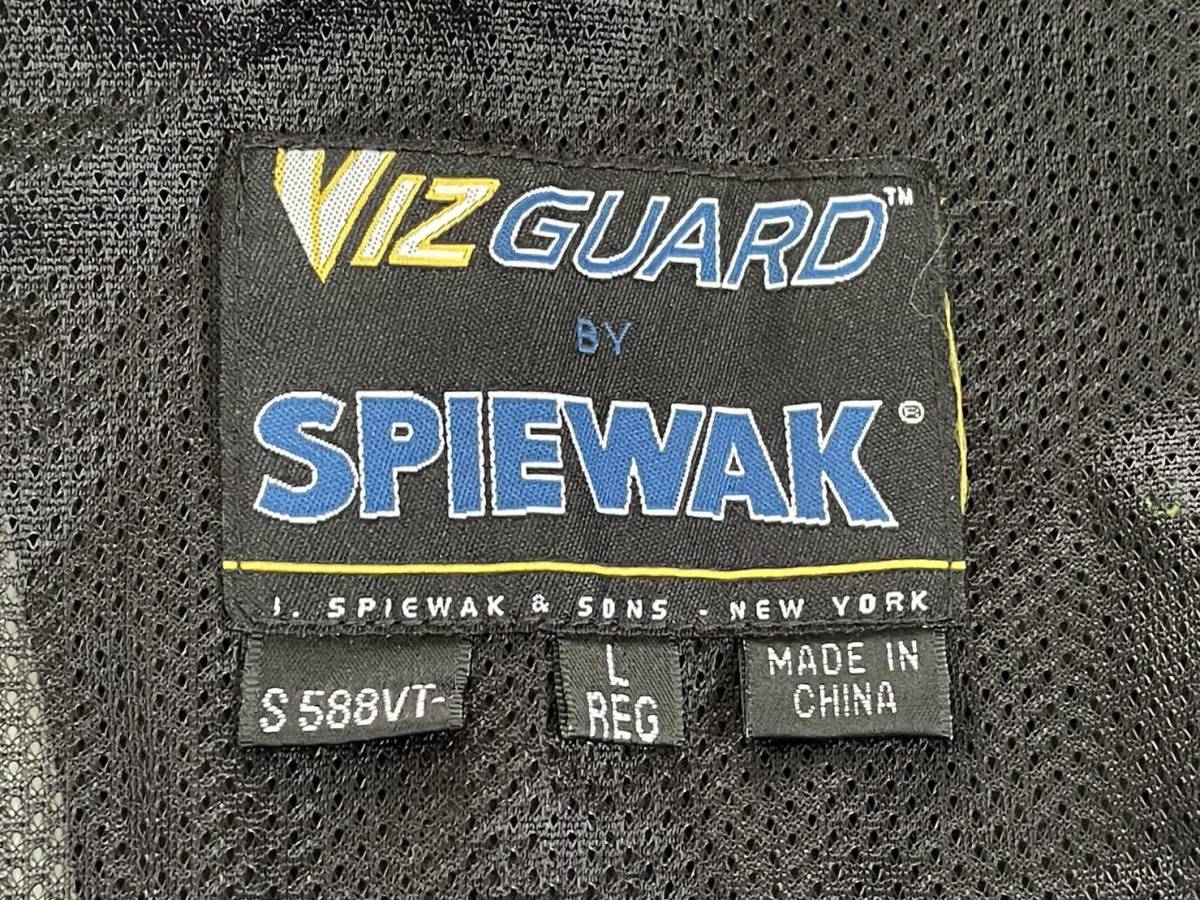 VIZGUARD™
BY
SPIEWAK®
I. SPIEWAK & SONS - NEW YORK
S588VT-
L
REG
MADE IN
CHINA